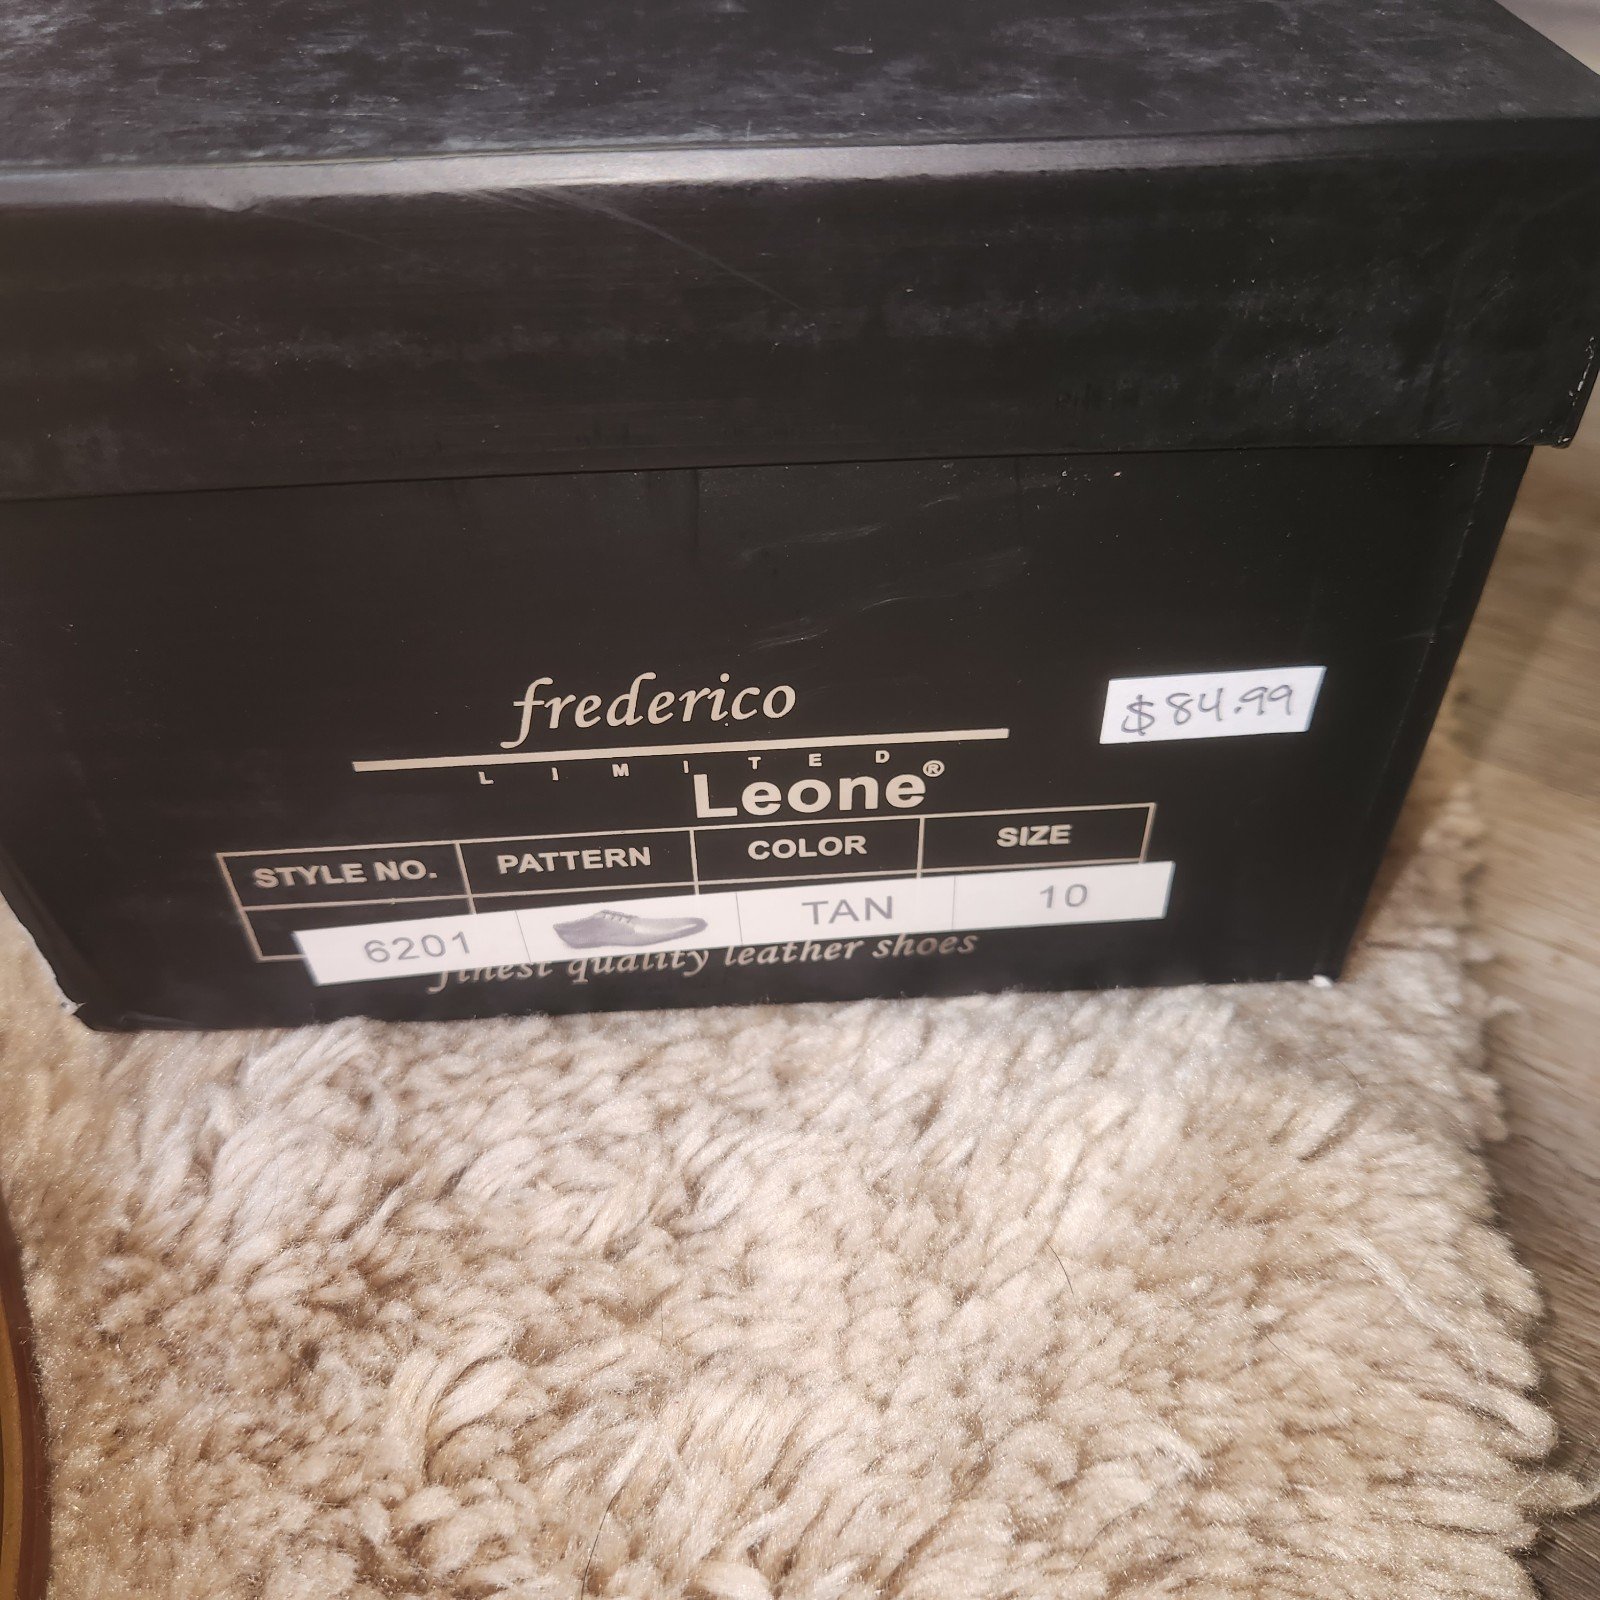 frederico
$84.99
LIMITED
Leone®
STYLE NO. PATTERN COLOR SIZE
6201 TAN 10
finest quality leather shoes